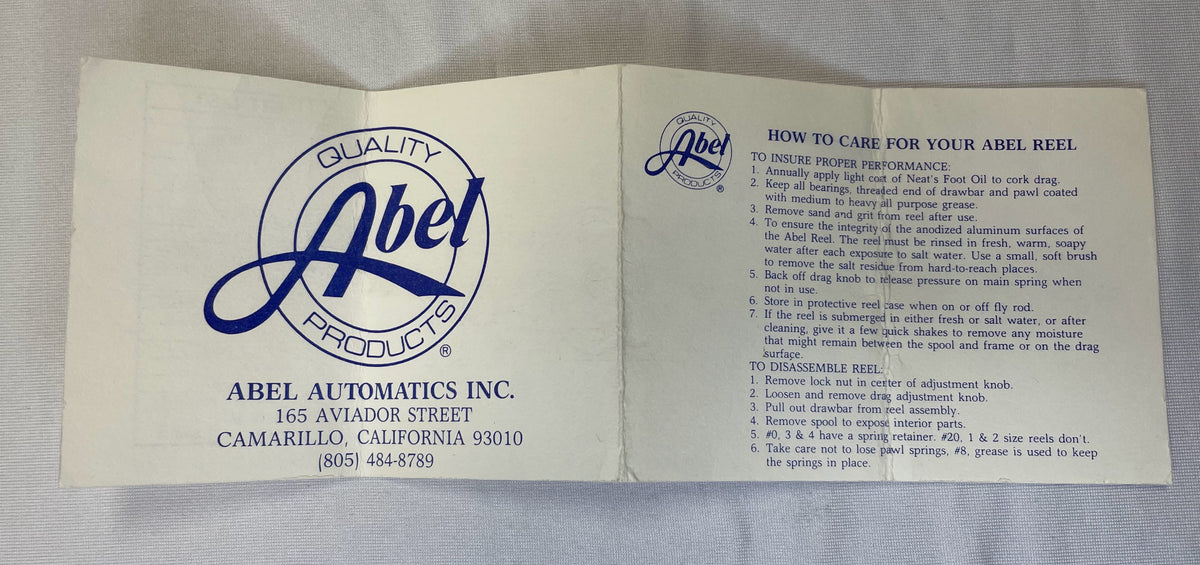 QUALITY
Abel
PRODUCTS
®
ABEL AUTOMATICS INC.
165 AVIADOR STREET
CAMARILLO, CALIFORNIA 93010
(805) 484-8789
QUALITY
Abel
PRODUCTS
®
HOW TO CARE FOR YOUR ABEL REEL
TO INSURE PROPER PERFORMANCE:
1. Annually apply light coat of Neat's Foot Oil to cork drag.
2. Keep all bearings, threaded end of drawbar and pawl coated
with medium to heavy all purpose grease.
3. Remove sand and grit from reel after use.
4. To ensure the integrity of the anodized aluminum surfaces of
the Abel Reel. The reel must be rinsed in fresh, warm, soapy
water after each exposure to salt water. Use a small, soft brush
to remove the salt residue from hard-to-reach places.
5. Back off drag knob to release pressure on main spring when
not in use.
6. Store in protective reel case when on or off fly rod.
7. If the reel is submerged in either fresh or salt water, or after
cleaning, give it a few quick shakes to remove any moisture
that might remain between the spool and frame or on the drag
surface.
TO DISASSEMBLE REEL:
1. Remove lock nut in center of adjustment knob.
2. Loosen and remove drag adjustment knob.
3. Pull out drawbar from reel assembly.
4. Remove spool to expose interior parts.
5. #0, 3 & 4 have a spring retainer. #20, 1 & 2 size reels don't.
6. Take care not to lose pawl springs, #8, grease is used to keep
the springs in place.